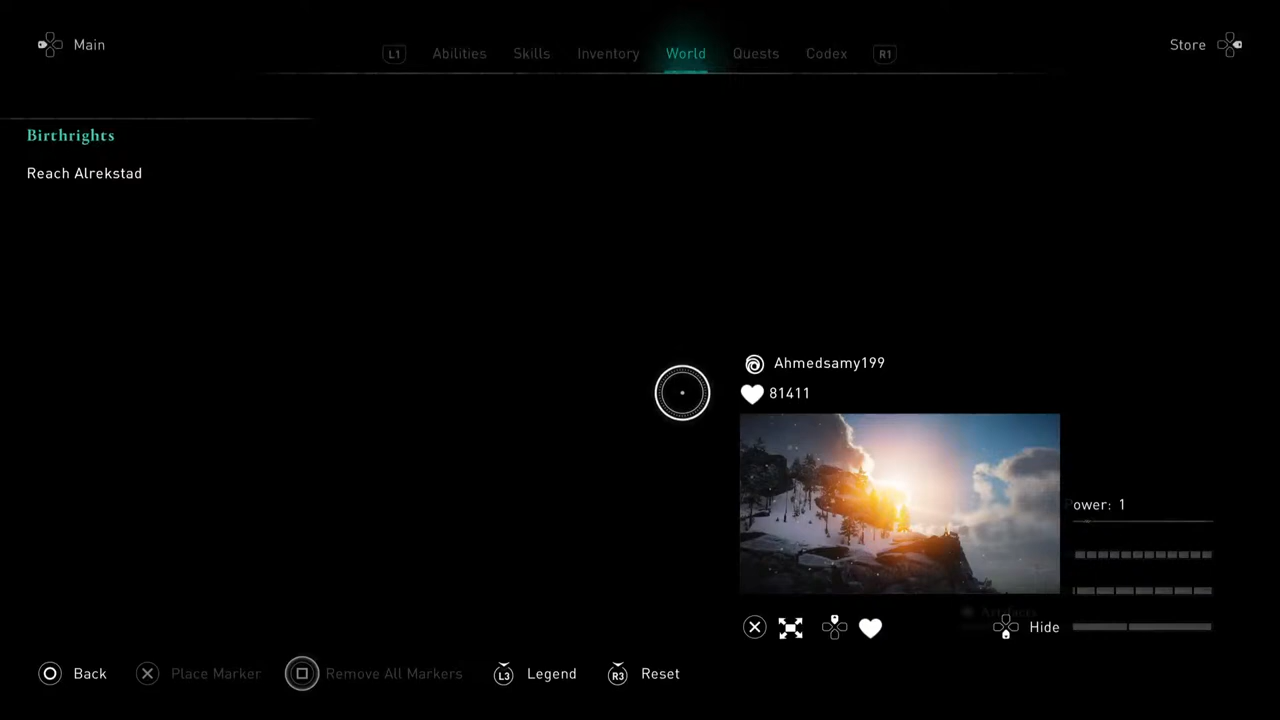 Main
L1 Abilities Skills Inventory World Quests Codex R1
Store
Birthrights
Reach Alrekstad
Ahmedsamy199
81411
ower: 1
Artifacts
Hide
Back Place Marker Remove All Markers L3 Legend R3 Reset